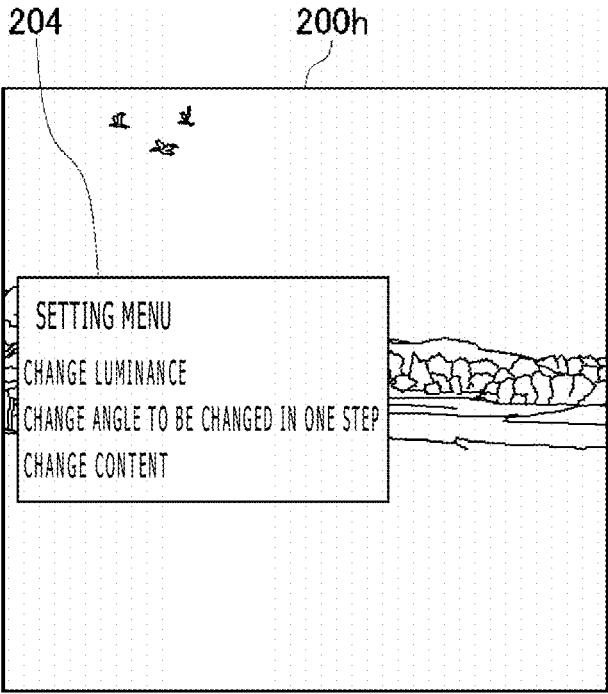 204 200h
SETTING MENU
CHANGE LUMINANCE
CHANGE ANGLE TO BE CHANGED IN ONE STEP
CHANGE CONTENT